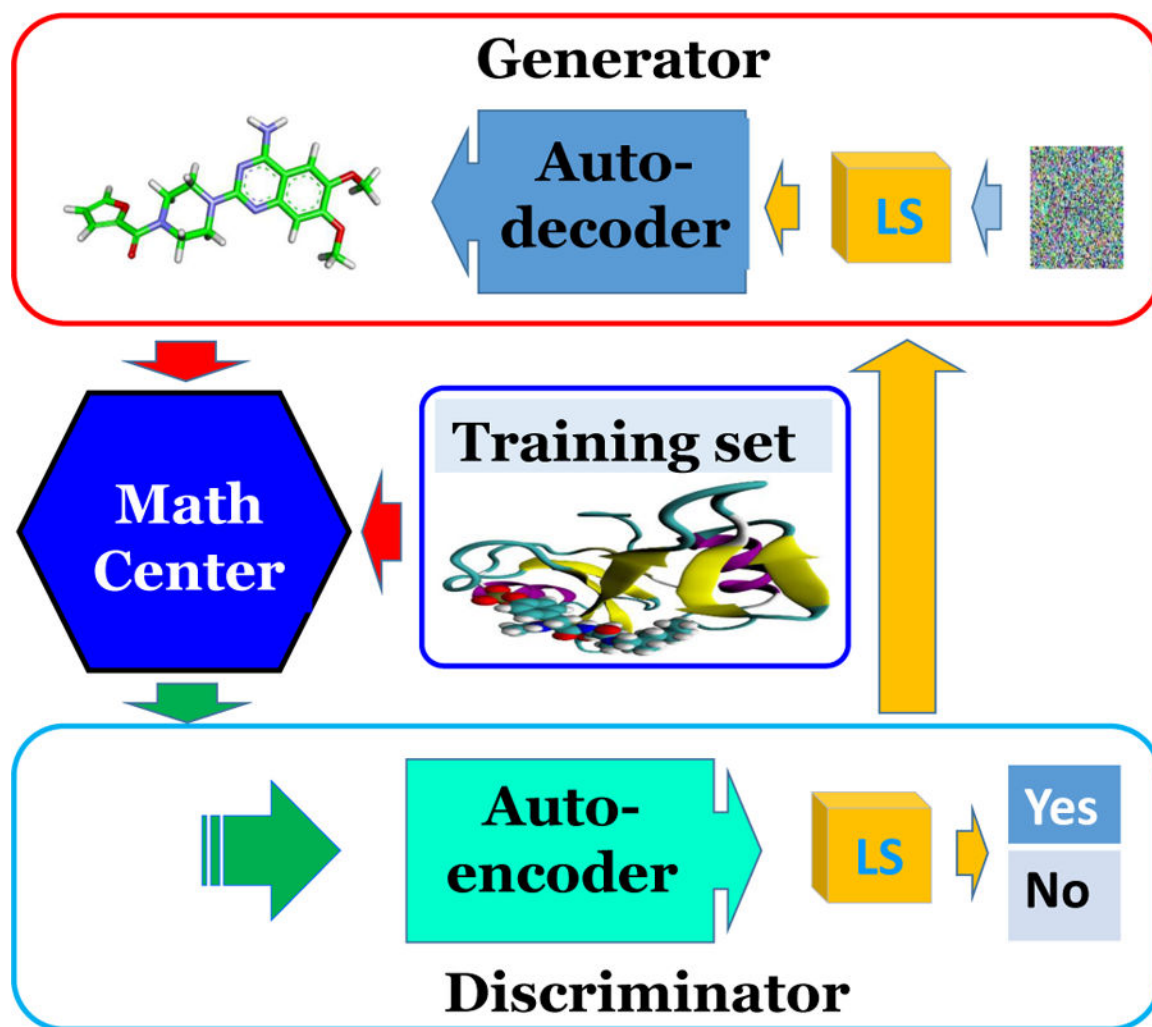 Generator
Auto-
decoder
LS
Training set
Math
Center
Auto-
encoder
LS
Yes
No
Discriminator